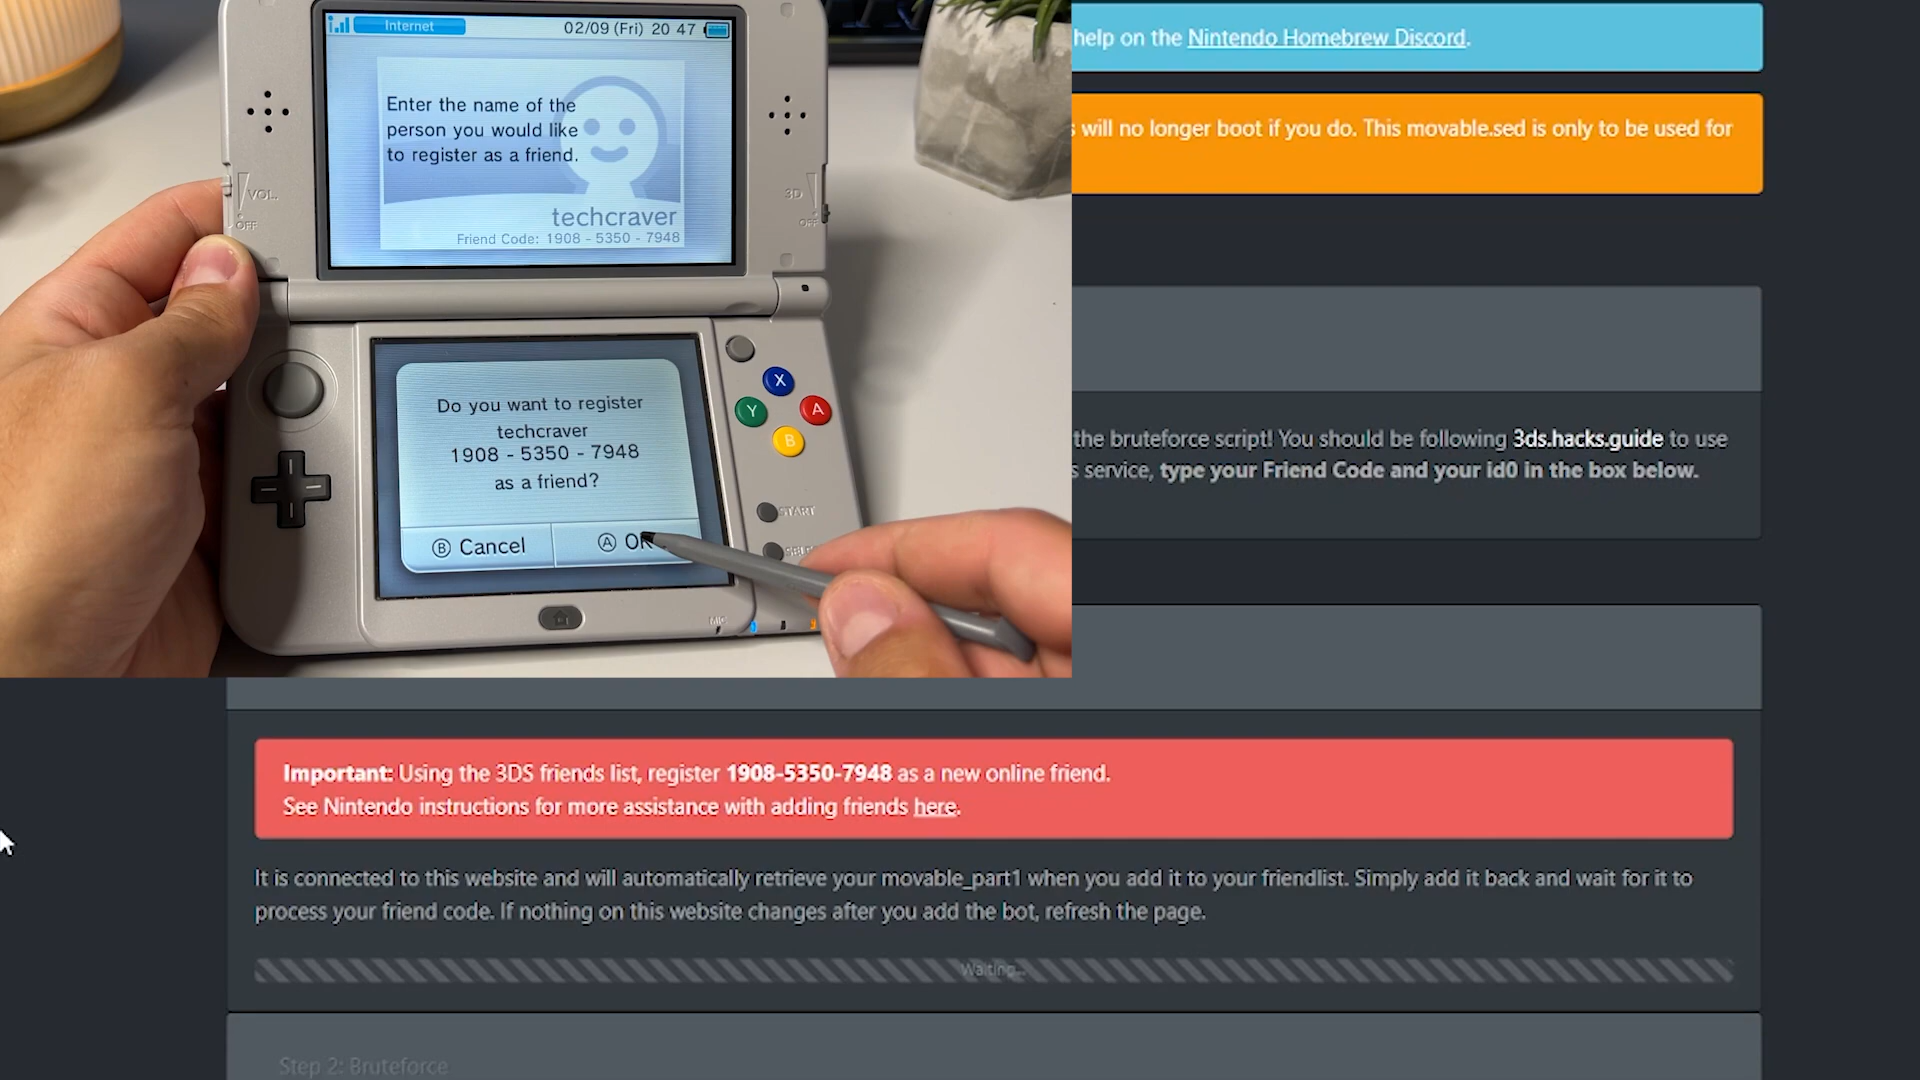 Internet
02/09 (Fri) 20 47
Enter the name of the
person you would like
to register as a friend.
techcraver
Friend Code: 1908 - 5350 - 7948
VOL.
OFF
3D
OFF
Do you want to register
techcraver
1908 - 5350 - 7948
as a friend?
B Cancel
A OK
X
Y
A
B
START
MIC
help on the Nintendo Homebrew Discord.
s will no longer boot if you do. This movable.sed is only to be used for
the bruteforce script! You should be following 3ds.hacks.guide to use
s service, type your Friend Code and your id0 in the box below.
Important: Using the 3DS friends list, register 1908-5350-7948 as a new online friend.
See Nintendo instructions for more assistance with adding friends here.
It is connected to this website and will automatically retrieve your movable_part1 when you add it to your friendlist. Simply add it back and wait for it to
process your friend code. If nothing on this website changes after you add the bot, refresh the page.
Waiting...
Step 2: Bruteforce